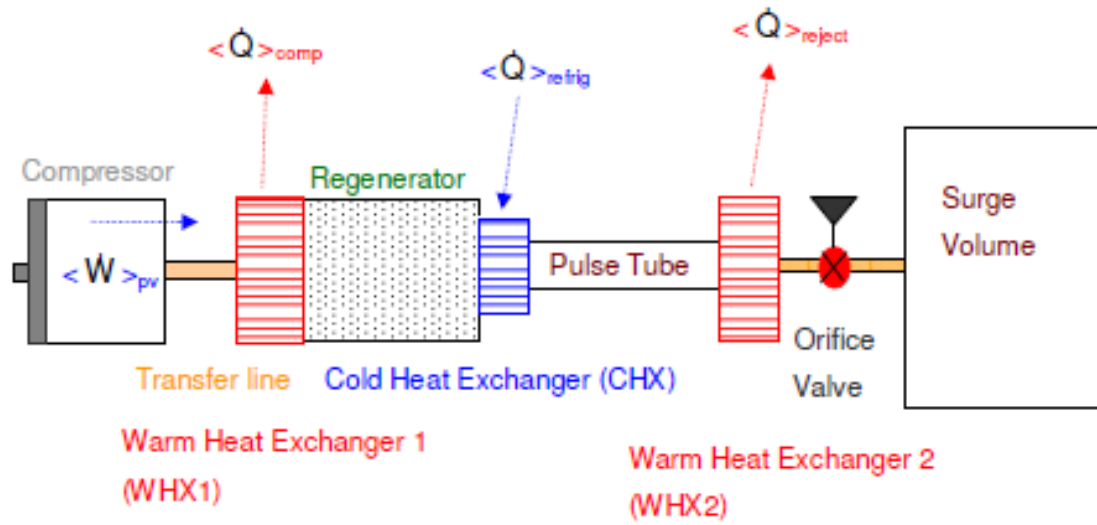 <Q̇>comp
<Q̇>refrig
<Q̇>reject
Compressor
Regenerator
<Ẇ>pv
Pulse Tube
Surge
Volume
Orifice
Valve
Transfer line
Cold Heat Exchanger (CHX)
Warm Heat Exchanger 1
(WHX1)
Warm Heat Exchanger 2
(WHX2)